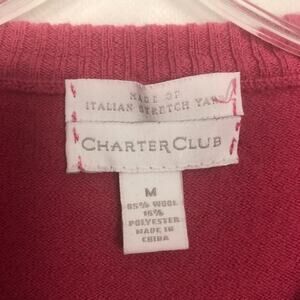 MADE OF
ITALIAN STRETCH YARN
CHARTER CLUB
M
85% WOOL
15%
POLYESTER
MADE IN
CHINA